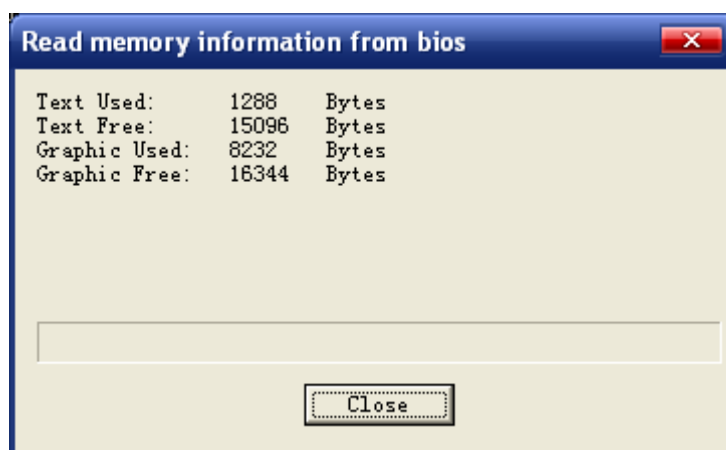 Read memory information from bios
Text Used: 1288 Bytes
Text Free: 15096 Bytes
Graphic Used: 8232 Bytes
Graphic Free: 16344 Bytes
Close